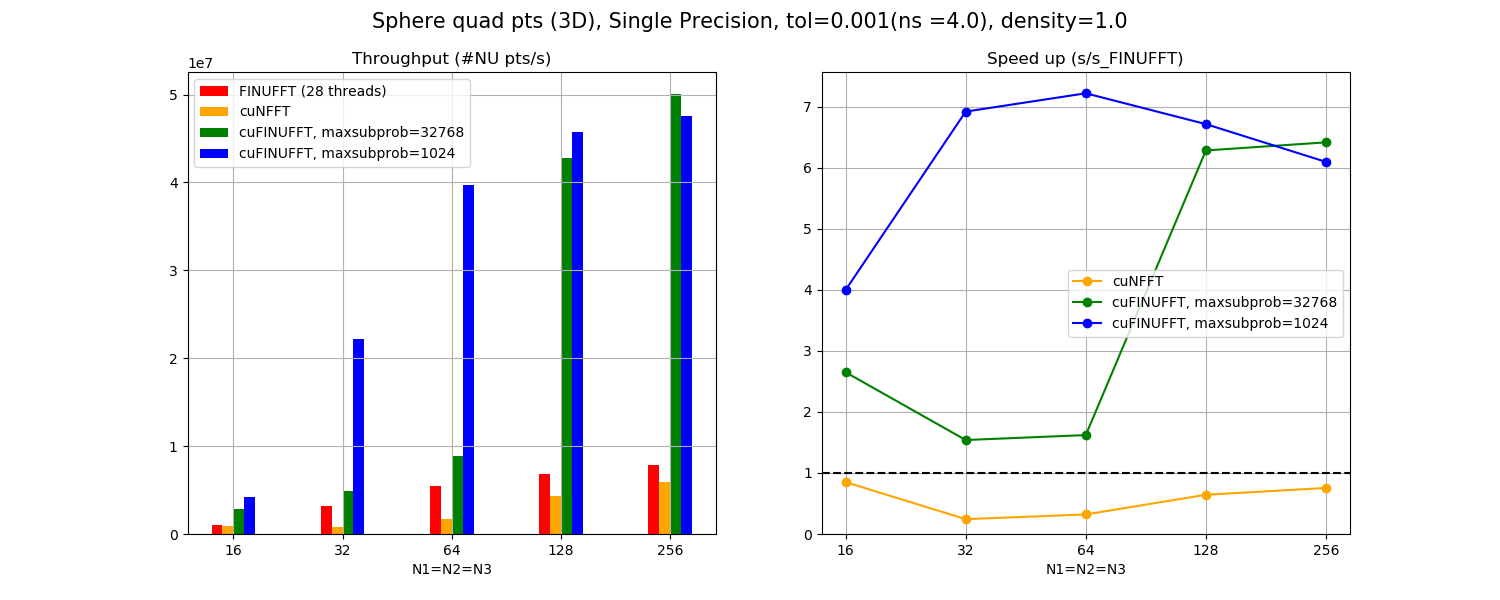 Sphere quad pts (3D), Single Precision, tol=0.001(ns =4.0), density=1.0
Throughput (#NU pts/s)
1e7
FINUFFT (28 threads)
cuNFFT
cuFINUFFT, maxsubprob=32768
cuFINUFFT, maxsubprob=1024
5
4
3
2
1
0
16
32
64
128
256
N1=N2=N3
Speed up (s/s_FINUFFT)
7
6
5
4
3
2
1
0
cuNFFT
cuFINUFFT, maxsubprob=32768
cuFINUFFT, maxsubprob=1024
16
32
64
128
256
N1=N2=N3